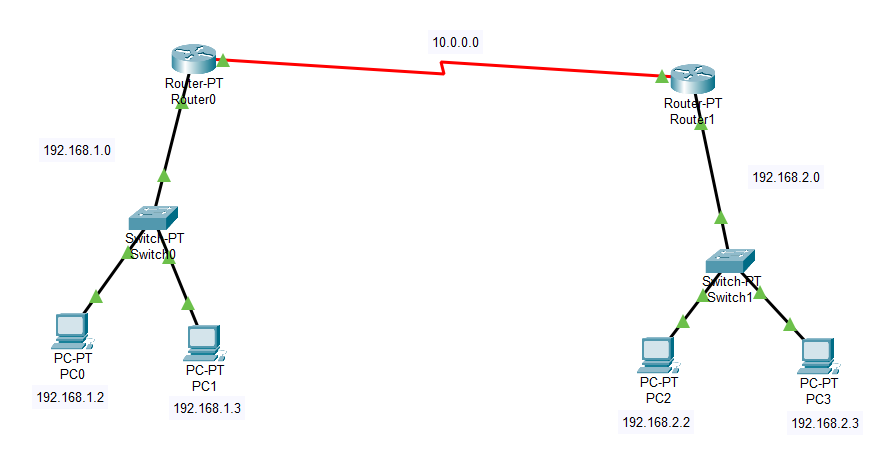 10.0.0.0
Router-PT
Router0
Router-PT
Router1
192.168.1.0
192.168.2.0
Switch-PT
Switch0
Switch-PT
Switch1
PC-PT
PC0
192.168.1.2
PC-PT
PC1
192.168.1.3
PC-PT
PC2
192.168.2.2
PC-PT
PC3
192.168.2.3